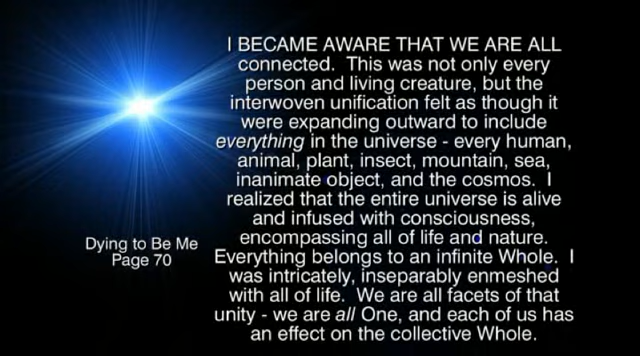 I BECAME AWARE THAT WE ARE ALL
connected. This was not only every
person and living creature, but the
interwoven unification felt as though it
were expanding outward to include
everything in the universe - every human,
animal, plant, insect, mountain, sea,
inanimate object, and the cosmos. I
realized that the entire universe is alive
and infused with consciousness,
encompassing all of life and nature.
Everything belongs to an infinite Whole. I
was intricately, inseparably enmeshed
with all of life. We are all facets of that
unity - we are all One, and each of us has
an effect on the collective Whole.
Dying to Be Me
Page 70